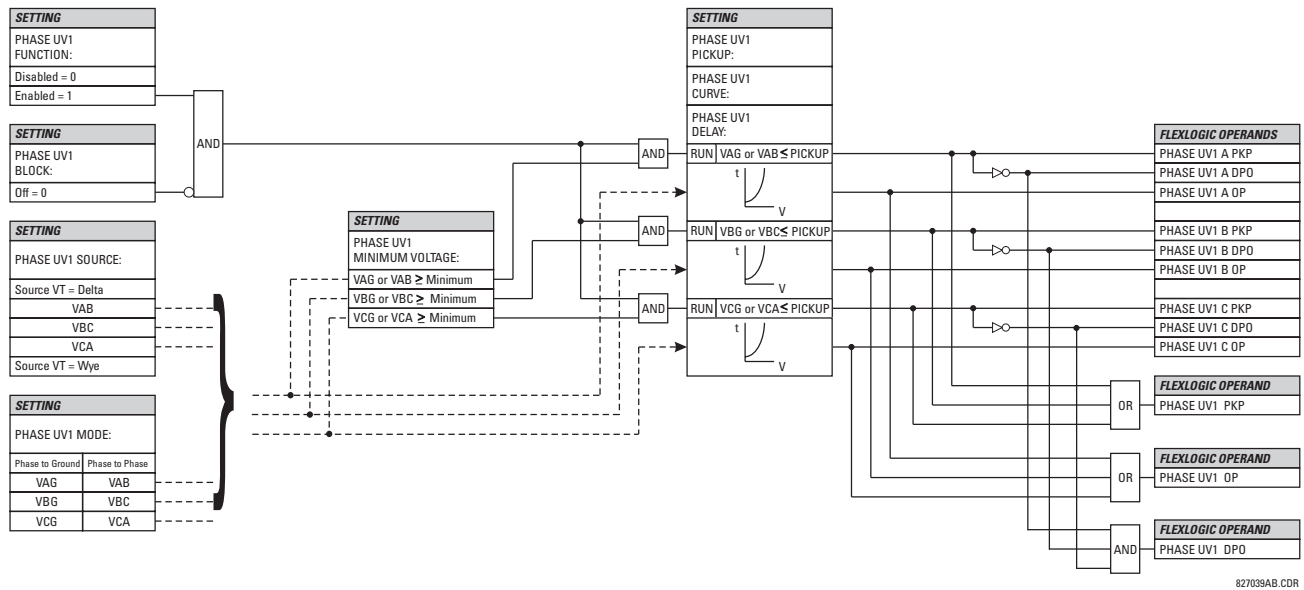 SETTING
PHASE UV1
FUNCTION:
Disabled = 0
Enabled = 1
SETTING
PHASE UV1
BLOCK:
Off = 0
AND
SETTING
PHASE UV1 SOURCE:
Source VT = Delta
VAB
VBC
VCA
Source VT = Wye
SETTING
PHASE UV1 MODE:
Phase to Ground Phase to Phase
VAG VAB
VBG VBC
VCG VCA
SETTING
PHASE UV1
MINIMUM VOLTAGE:
VAG or VAB ≥ Minimum
VBG or VBC ≥ Minimum
VCG or VCA ≥ Minimum
AND
AND
AND
SETTING
PHASE UV1
PICKUP:
PHASE UV1
CURVE:
PHASE UV1
DELAY:
RUN VAG or VAB ≤ PICKUP
t
V
RUN VBG or VBC ≤ PICKUP
t
V
RUN VCG or VCA ≤ PICKUP
t
V
FLEXLOGIC OPERANDS
PHASE UV1 A PKP
PHASE UV1 A DPO
PHASE UV1 A OP
PHASE UV1 B PKP
PHASE UV1 B DPO
PHASE UV1 B OP
PHASE UV1 C PKP
PHASE UV1 C DPO
PHASE UV1 C OP
OR
FLEXLOGIC OPERAND
PHASE UV1 PKP
OR
FLEXLOGIC OPERAND
PHASE UV1 OP
AND
FLEXLOGIC OPERAND
PHASE UV1 DPO
827039AB.CDR